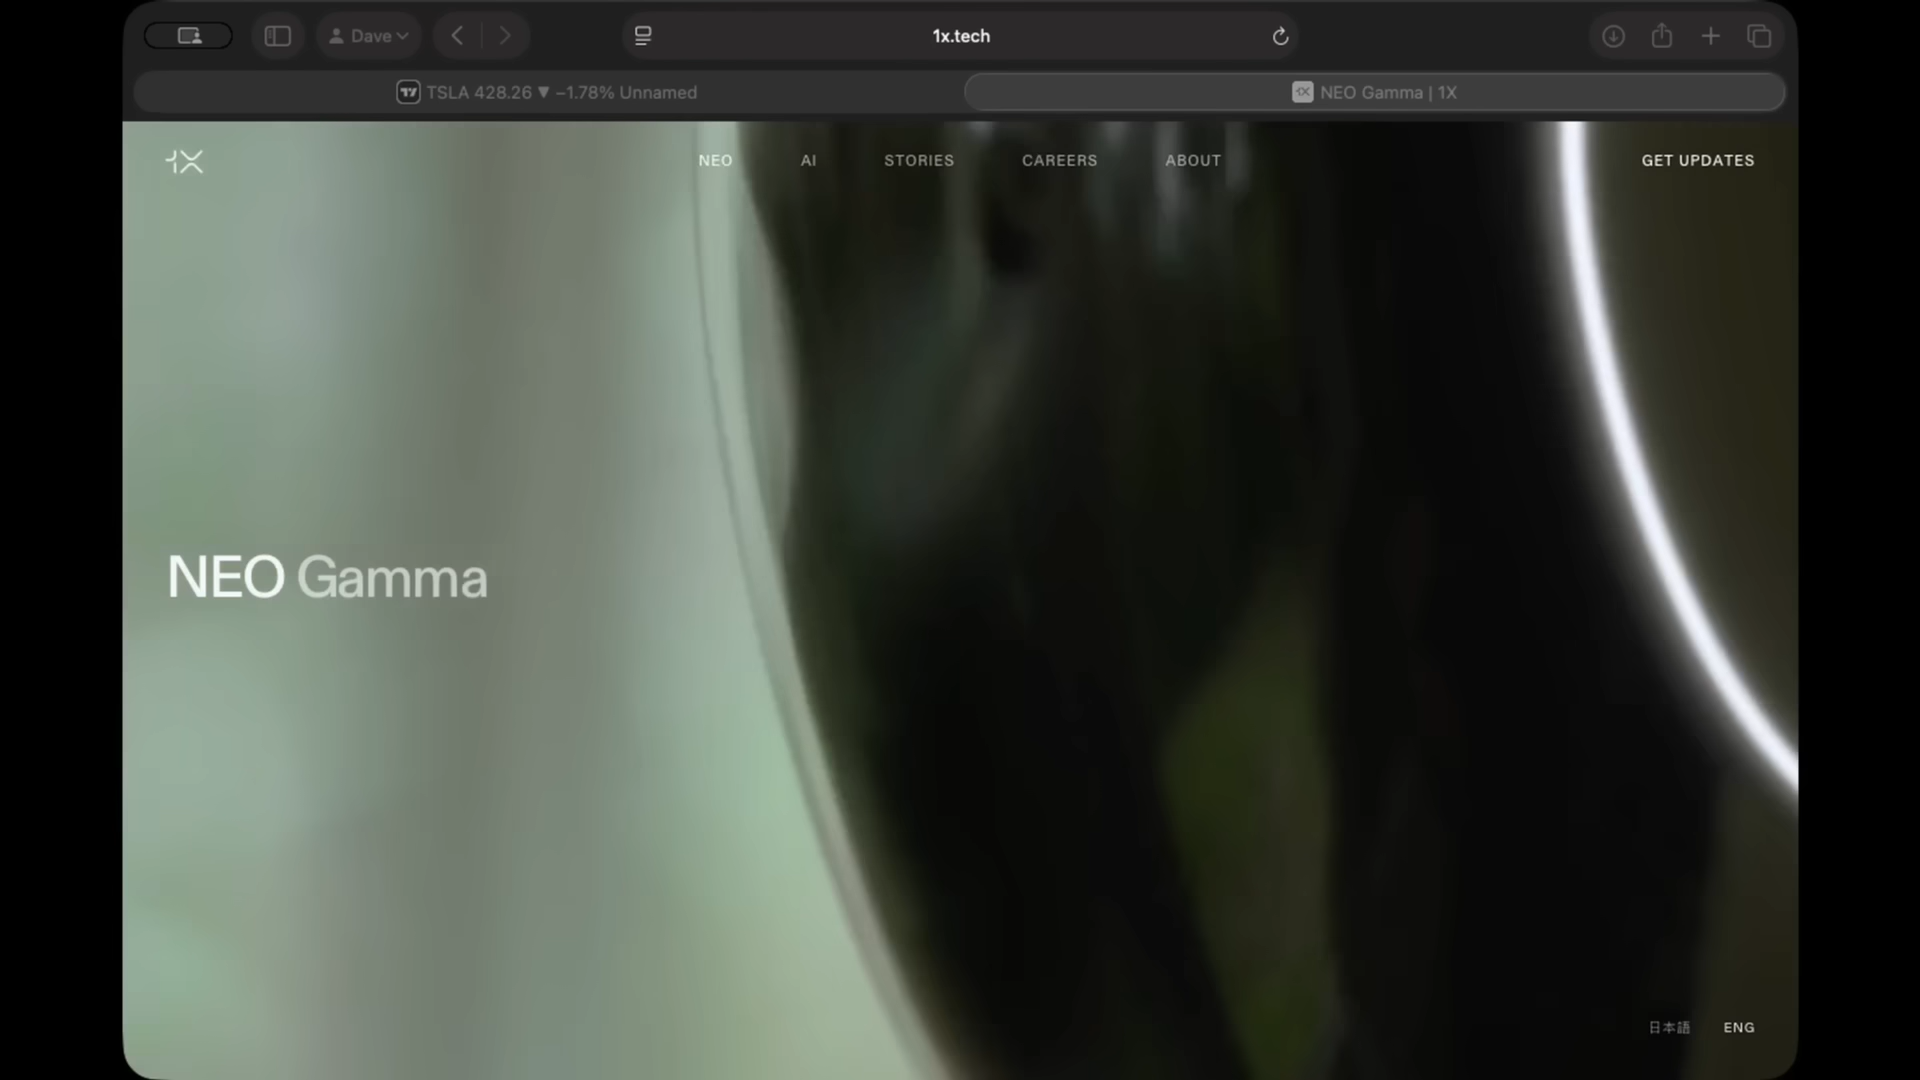 Dave
1x.tech
TSLA 428.26 ▼ −1.78% Unnamed
NEO Gamma | 1X
1X
NEO
AI
STORIES
CAREERS
ABOUT
GET UPDATES
NEO Gamma
日本語
ENG